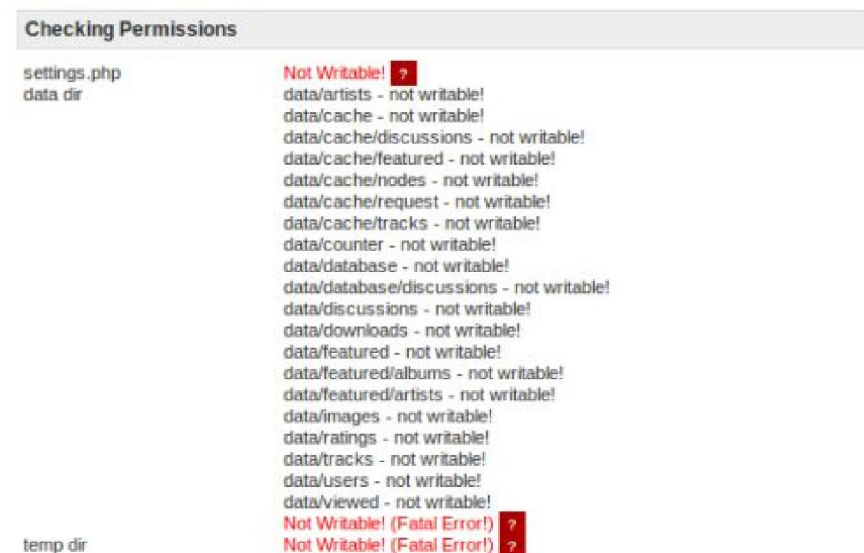 Checking Permissions
settings.php Not Writable! ?
data dir data/artists - not writable!
data/cache - not writable!
data/cache/discussions - not writable!
data/cache/featured - not writable!
data/cache/nodes - not writable!
data/cache/request - not writable!
data/cache/tracks - not writable!
data/counter - not writable!
data/database - not writable!
data/database/discussions - not writable!
data/discussions - not writable!
data/downloads - not writable!
data/featured - not writable!
data/featured/albums - not writable!
data/featured/artists - not writable!
data/images - not writable!
data/ratings - not writable!
data/tracks - not writable!
data/users - not writable!
data/viewed - not writable!
Not Writable! (Fatal Error!) ?
temp dir Not Writable! (Fatal Error!) ?